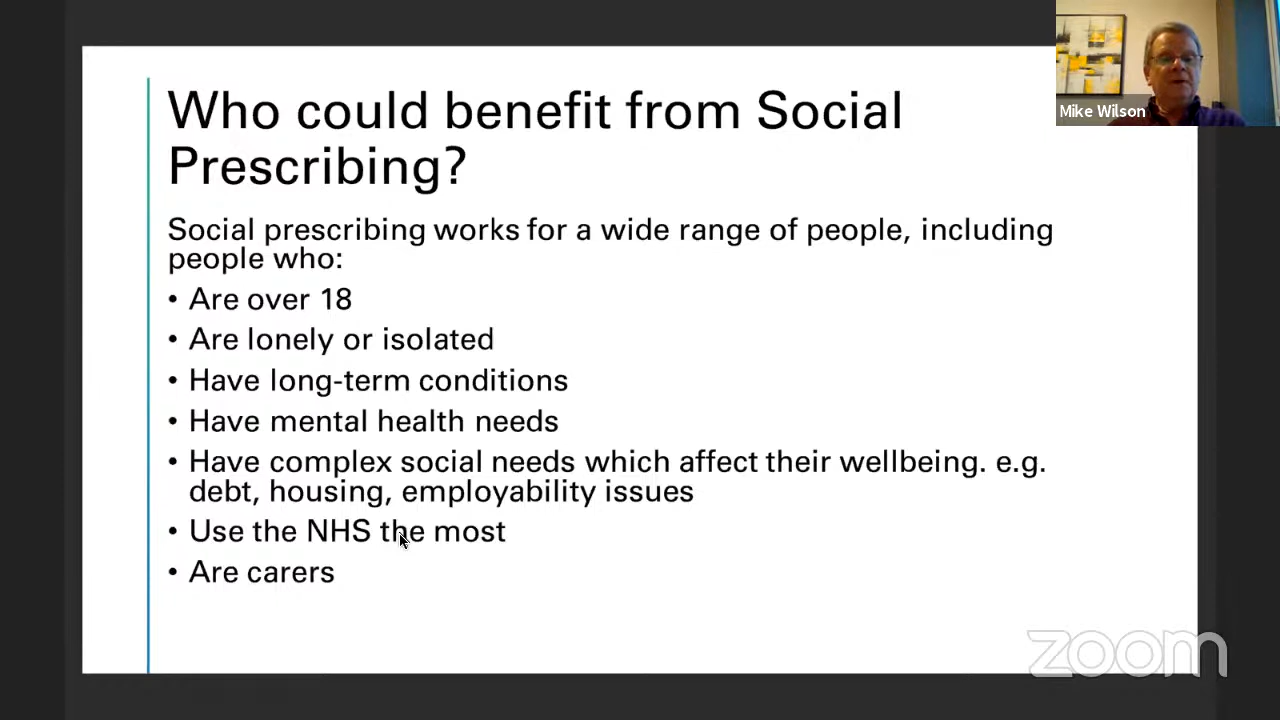 Who could benefit from Social
Prescribing?
Social prescribing works for a wide range of people, including
people who:
• Are over 18
• Are lonely or isolated
• Have long-term conditions
• Have mental health needs
• Have complex social needs which affect their wellbeing. e.g.
debt, housing, employability issues
• Use the NHS the most
• Are carers
Mike Wilson
zoom